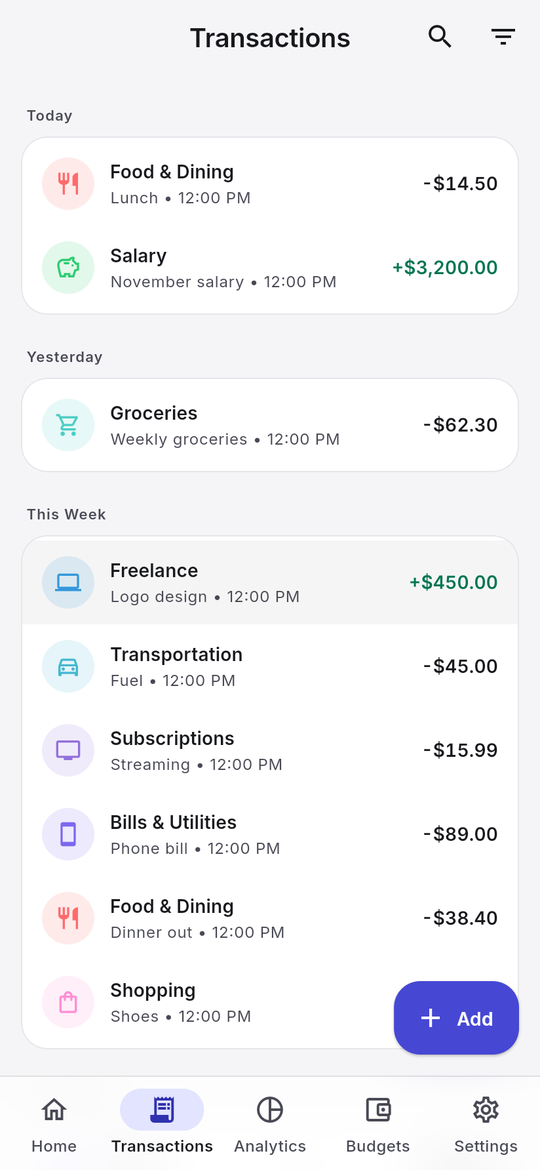 Transactions
Today
Food & Dining
Lunch • 12:00 PM
-$14.50
Salary
November salary • 12:00 PM
+$3,200.00
Yesterday
Groceries
Weekly groceries • 12:00 PM
-$62.30
This Week
Freelance
Logo design • 12:00 PM
+$450.00
Transportation
Fuel • 12:00 PM
-$45.00
Subscriptions
Streaming • 12:00 PM
-$15.99
Bills & Utilities
Phone bill • 12:00 PM
-$89.00
Food & Dining
Dinner out • 12:00 PM
-$38.40
Shopping
Shoes • 12:00 PM
Add
Home
Transactions
Analytics
Budgets
Settings